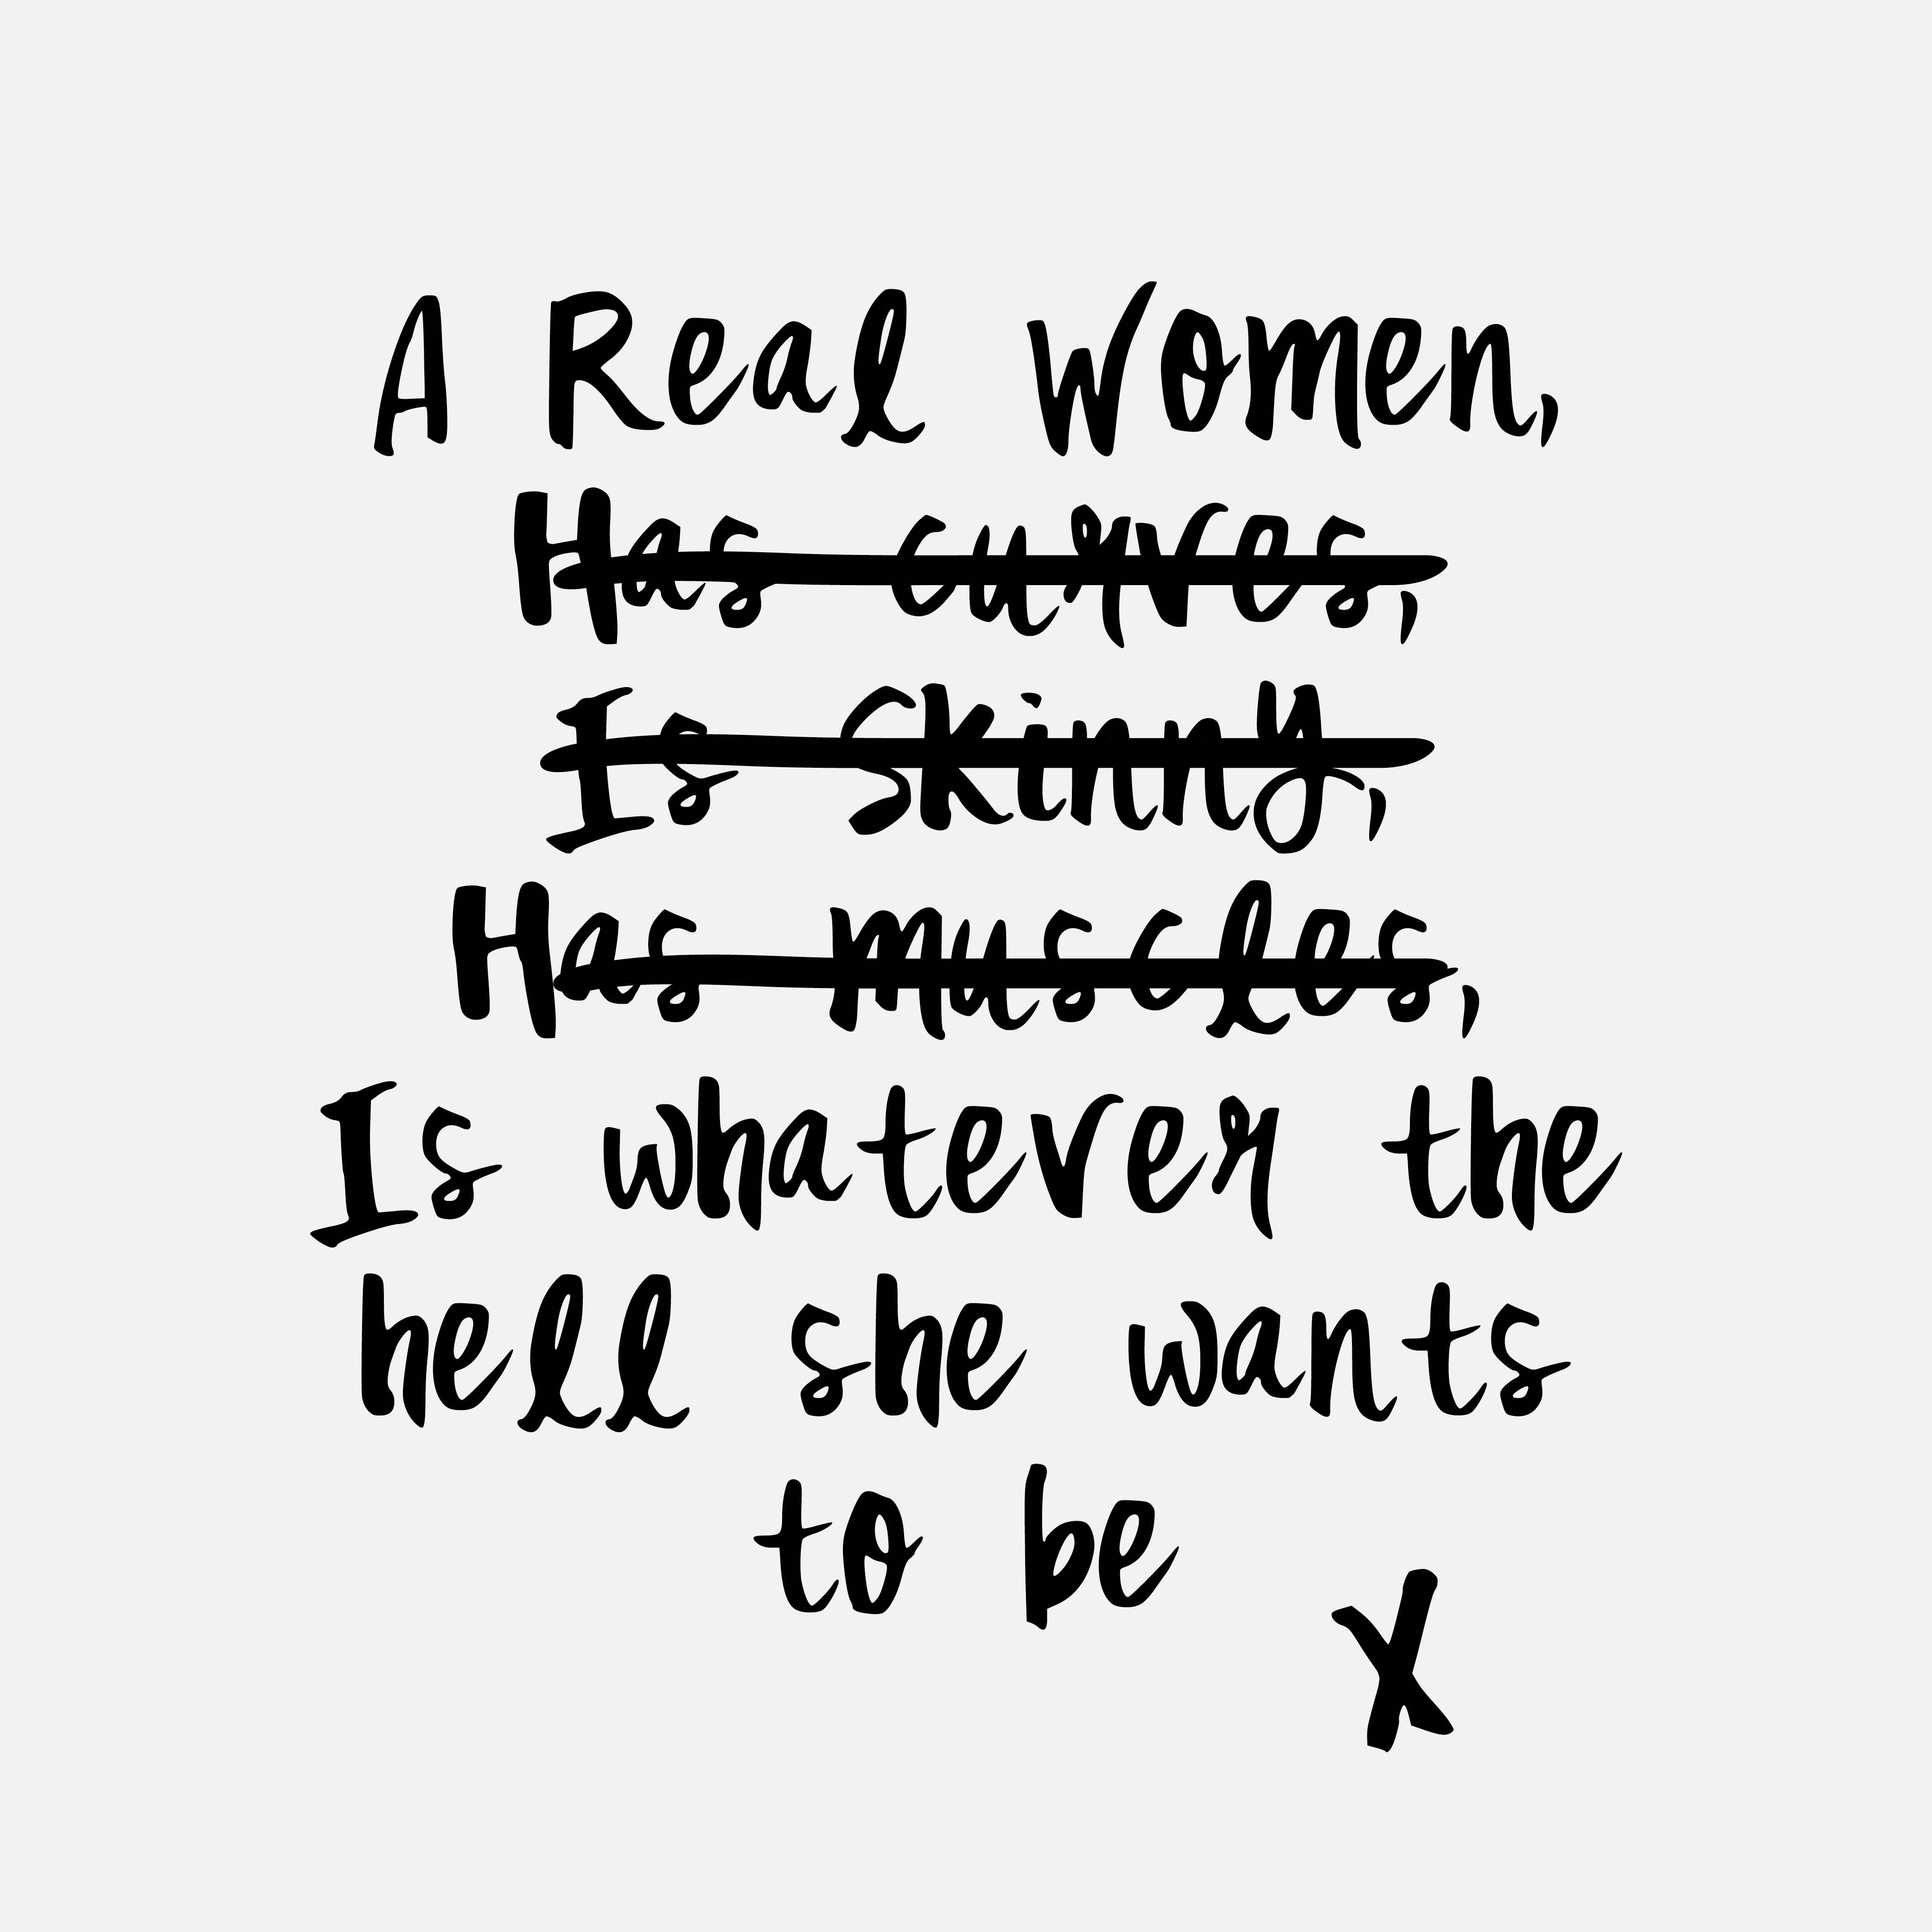 A Real Women,
Has curves,
Is Skinny,
Has muscles,
Is whatever the
hell she wants
to be
X